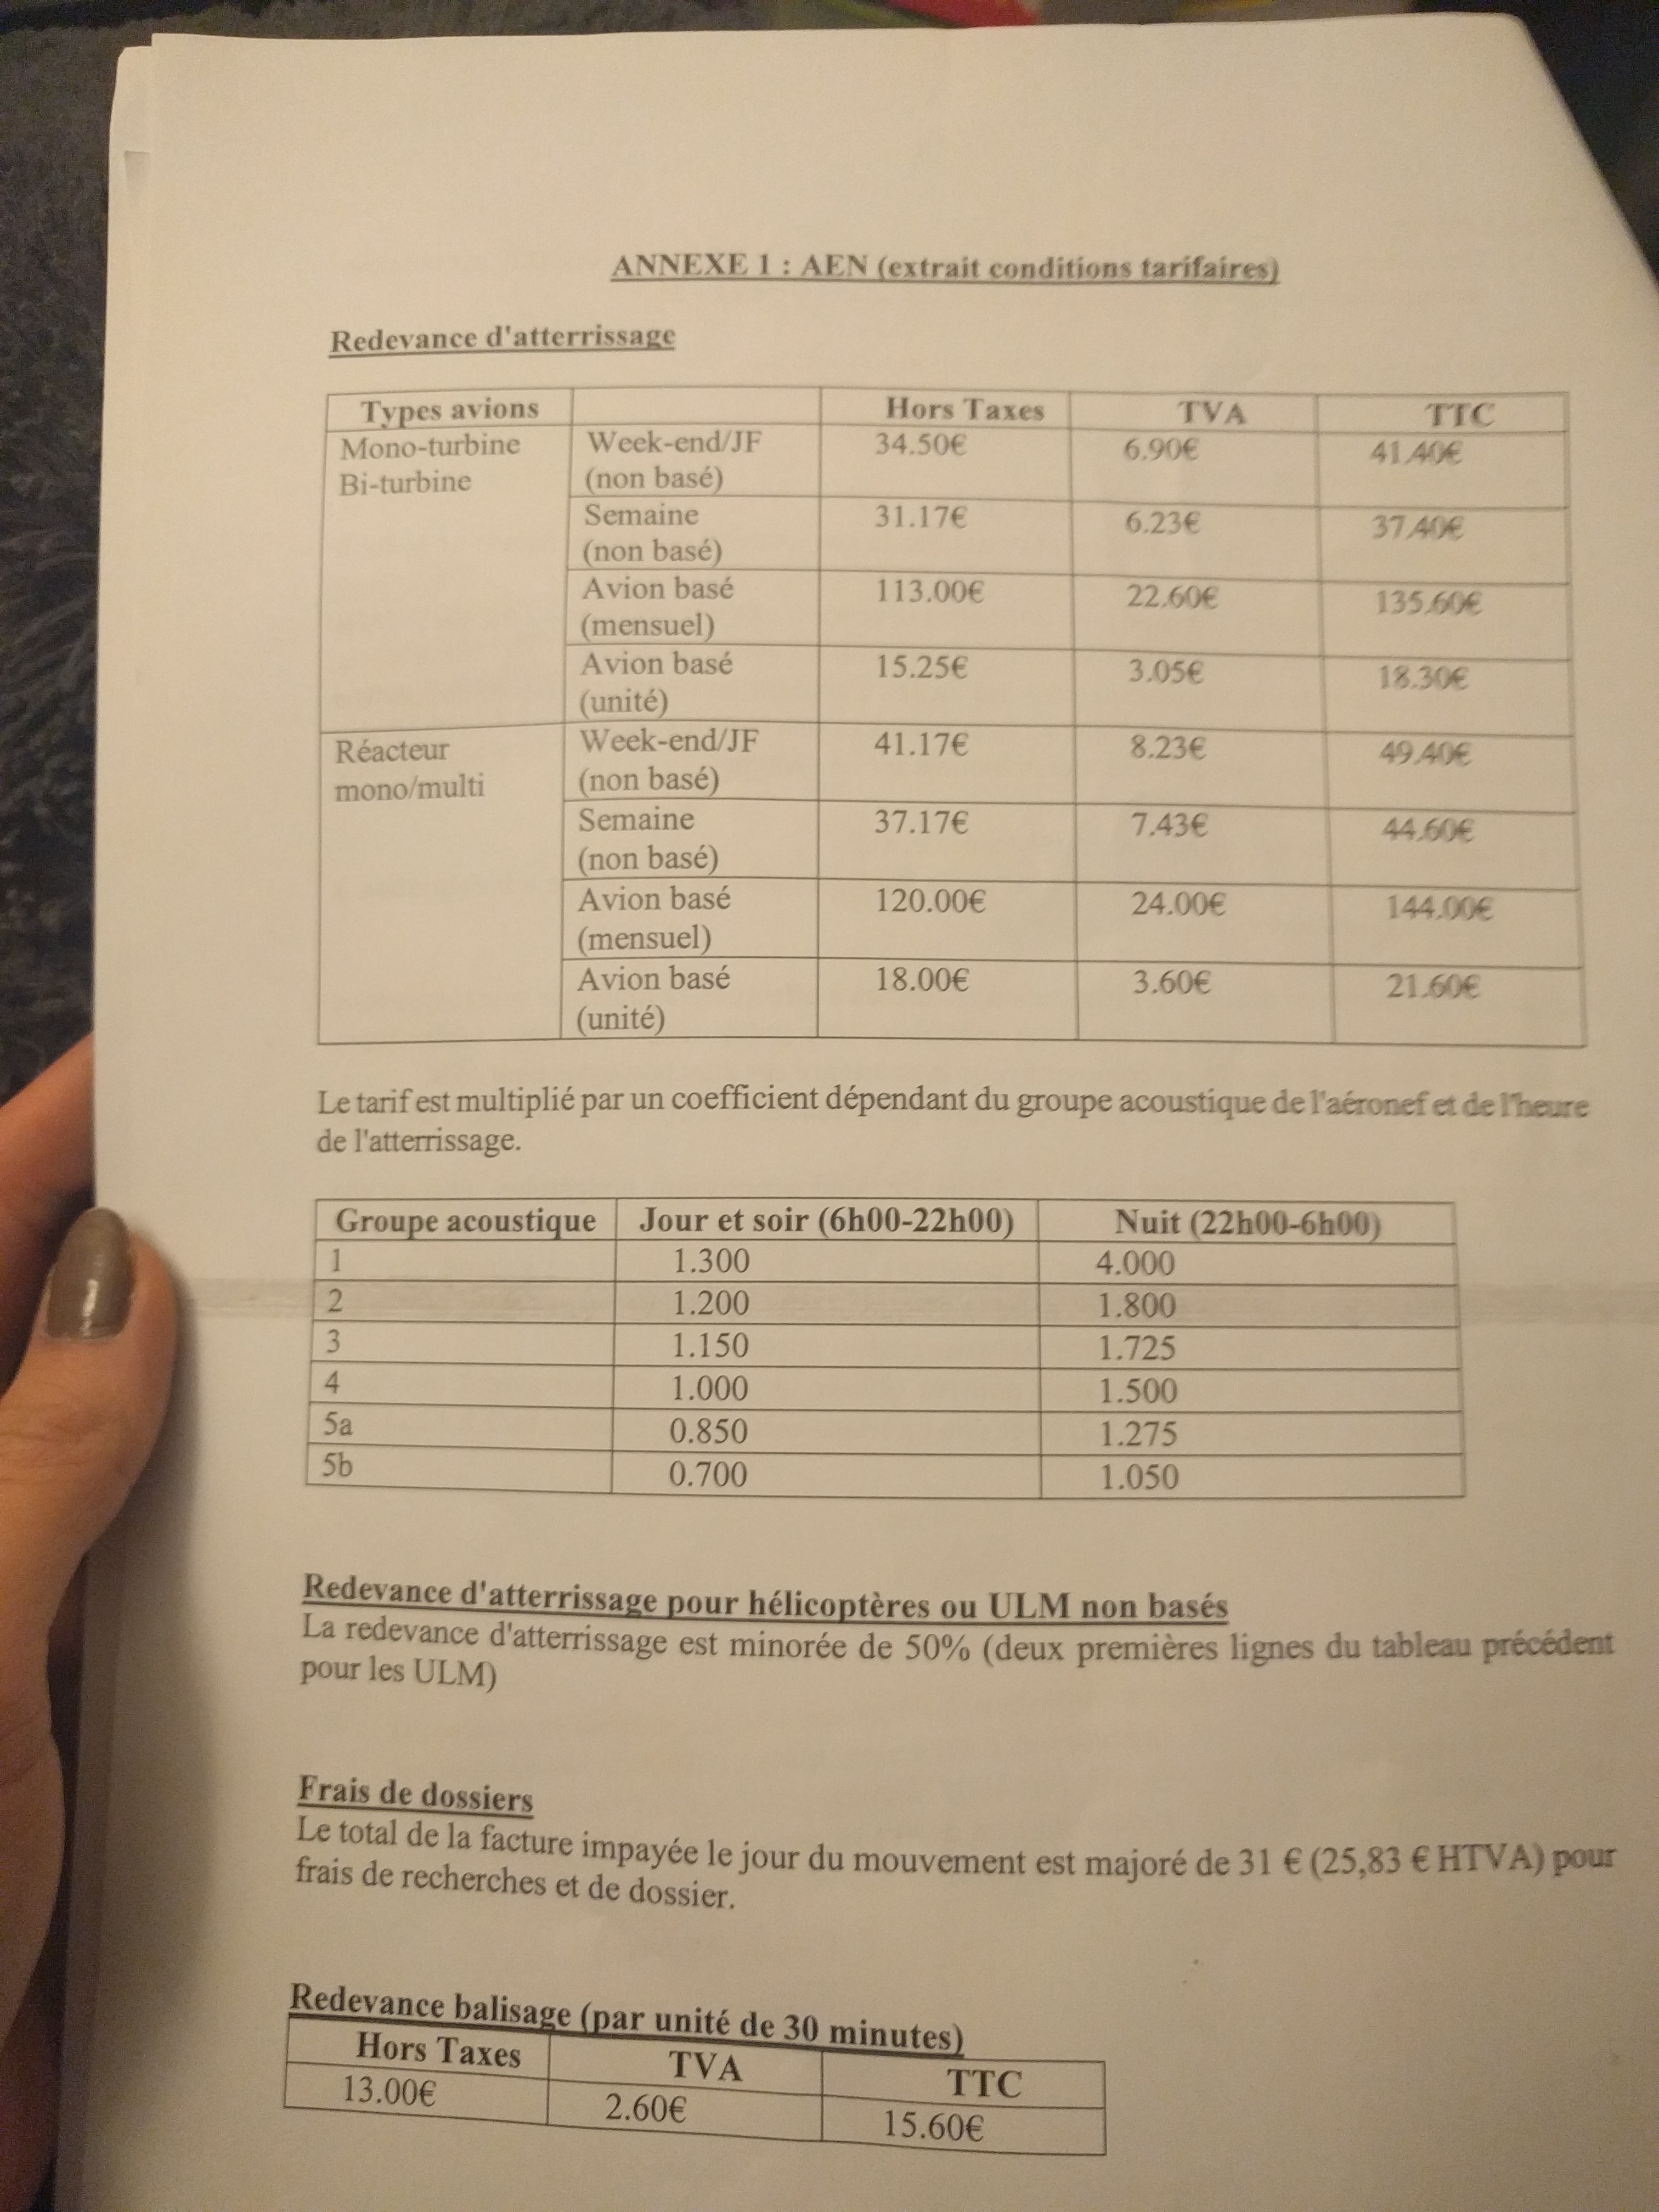 ANNEXE 1 : AEN (extrait conditions tarifaires)
Redevance d'atterrissage
Types avions Hors Taxes TVA TTC
Mono-turbine Bi-turbine Week-end/JF (non basé) 34.50€ 6.90€ 41.40€
Semaine (non basé) 31.17€ 6.23€ 37.40€
Avion basé (mensuel) 113.00€ 22.60€ 135.60€
Avion basé (unité) 15.25€ 3.05€ 18.30€
Réacteur mono/multi Week-end/JF (non basé) 41.17€ 8.23€ 49.40€
Semaine (non basé) 37.17€ 7.43€ 44.60€
Avion basé (mensuel) 120.00€ 24.00€ 144.00€
Avion basé (unité) 18.00€ 3.60€ 21.60€
Le tarif est multiplié par un coefficient dépendant du groupe acoustique de l'aéronef et de l'heure
de l'atterrissage.
Groupe acoustique Jour et soir (6h00-22h00) Nuit (22h00-6h00)
1 1.300 4.000
2 1.200 1.800
3 1.150 1.725
4 1.000 1.500
5a 0.850 1.275
5b 0.700 1.050
Redevance d'atterrissage pour hélicoptères ou ULM non basés
La redevance d'atterrissage est minorée de 50% (deux premières lignes du tableau précédent
pour les ULM)
Frais de dossiers
Le total de la facture impayée le jour du mouvement est majoré de 31 € (25,83 € HTVA) pour
frais de recherches et de dossier.
Redevance balisage (par unité de 30 minutes)
Hors Taxes TVA TTC
13.00€ 2.60€ 15.60€